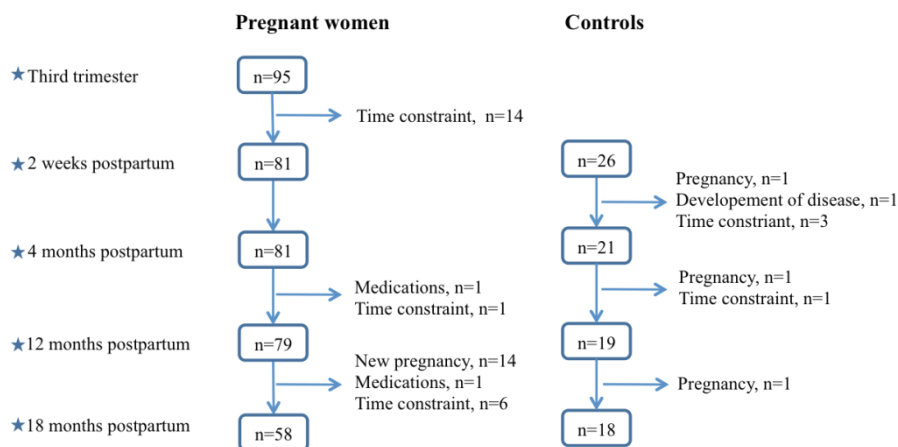 Pregnant women
Controls
★Third trimester
n=95
Time constraint, n=14
★2 weeks postpartum
n=81
n=26
Pregnancy, n=1
Developement of disease, n=1
Time constriant, n=3
★4 months postpartum
n=81
n=21
Medications, n=1
Time constraint, n=1
Pregnancy, n=1
Time constraint, n=1
★12 months postpartum
n=79
n=19
New pregnancy, n=14
Medications, n=1
Time constraint, n=6
Pregnancy, n=1
★18 months postpartum
n=58
n=18